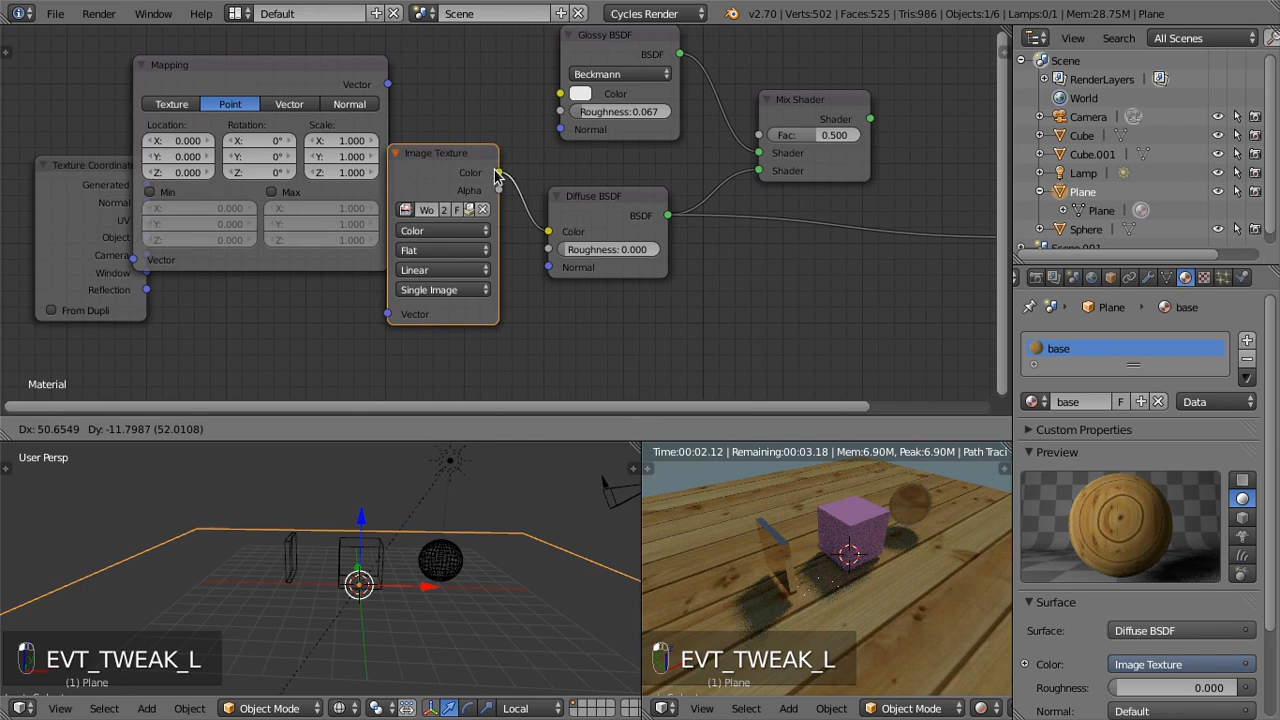 File Render Window Help Default Scene Cycles Render v2.70 | Verts:502 | Faces:525 | Tris:986 | Objects:1/6 | Lamps:0/1 | Mem:28.75M | Plane
Mapping
Vector
Texture Point Vector Normal
Location: Rotation: Scale:
X: 0.000 X: 0° X: 1.000
Y: 0.000 Y: 0° Y: 1.000
Z: 0.000 Z: 0° Z: 1.000
Min Max
X: 0.000 X: 1.000
Y: 0.000 Y: 1.000
Z: 0.000 Z: 1.000
Vector
Texture Coordinat
Generated
Normal
UV
Object
Camera
Window
Reflection
From Dupli
Image Texture
Color
Alpha
Wo 2 F
Color
Flat
Linear
Single Image
Vector
Glossy BSDF
BSDF
Beckmann
Color
Roughness: 0.067
Normal
Diffuse BSDF
BSDF
Color
Roughness: 0.000
Normal
Mix Shader
Shader
Fac: 0.500
Shader
Shader
Material
Dx: 50.6549 Dy: -11.7987 (52.0108)
User Persp
EVT_TWEAK_L
(1) Plane
View Select Add Object Object Mode Local
Time:00:02.12 | Remaining:00:03.18 | Mem:6.90M, Peak:6.90M | Path Traci
EVT_TWEAK_L
(1) Plane
View Select Add Object Object Mode
View Search All Scenes
Scene
RenderLayers
World
Camera
Cube
Cube.001
Lamp
Plane
Plane
Sphere
Plane base
base
base F Data
Custom Properties
Preview
Surface
Surface: Diffuse BSDF
Color: Image Texture
Roughness: 0.000
Normal: Default